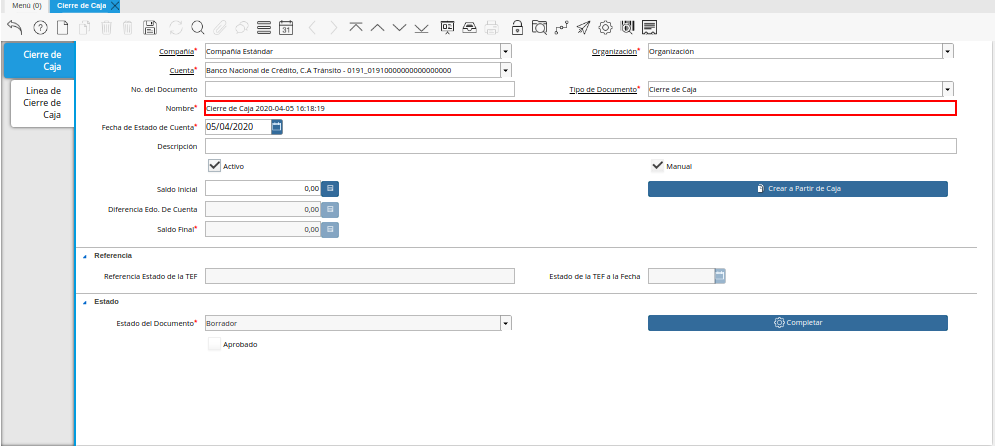 Menú (0) Cierre de Caja
31
Cierre de
Caja
Linea de
Cierre de
Caja
Compañía* Compañía Estándar Organización* Organización
Cuenta* Banco Nacional de Crédito, C.A Tránsito - 0191_01910000000000000000
No. del Documento Tipo de Documento* Cierre de Caja
Nombre* Cierre de Caja 2020-04-05 16:18:19
Fecha de Estado de Cuenta* 05/04/2020
Descripción
Activo Manual
Saldo Inicial 0,00 Crear a Partir de Caja
Diferencia Edo. De Cuenta 0,00
Saldo Final* 0,00
Referencia
Referencia Estado de la TEF Estado de la TEF a la Fecha
Estado
Estado del Documento* Borrador Completar
Aprobado